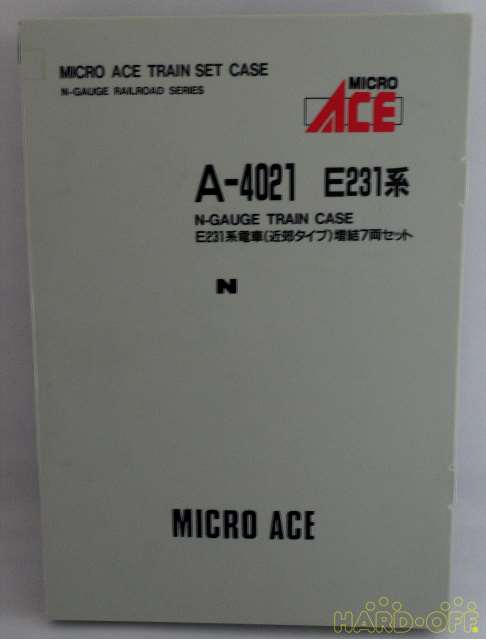 MICRO ACE TRAIN SET CASE
N-GAUGE RAILROAD SERIES
MICRO
ACE
A-4021 E231系
N-GAUGE TRAIN CASE
E231系電車(近郊タイプ)増結7両セット
N
MICRO ACE
HARD・OFF